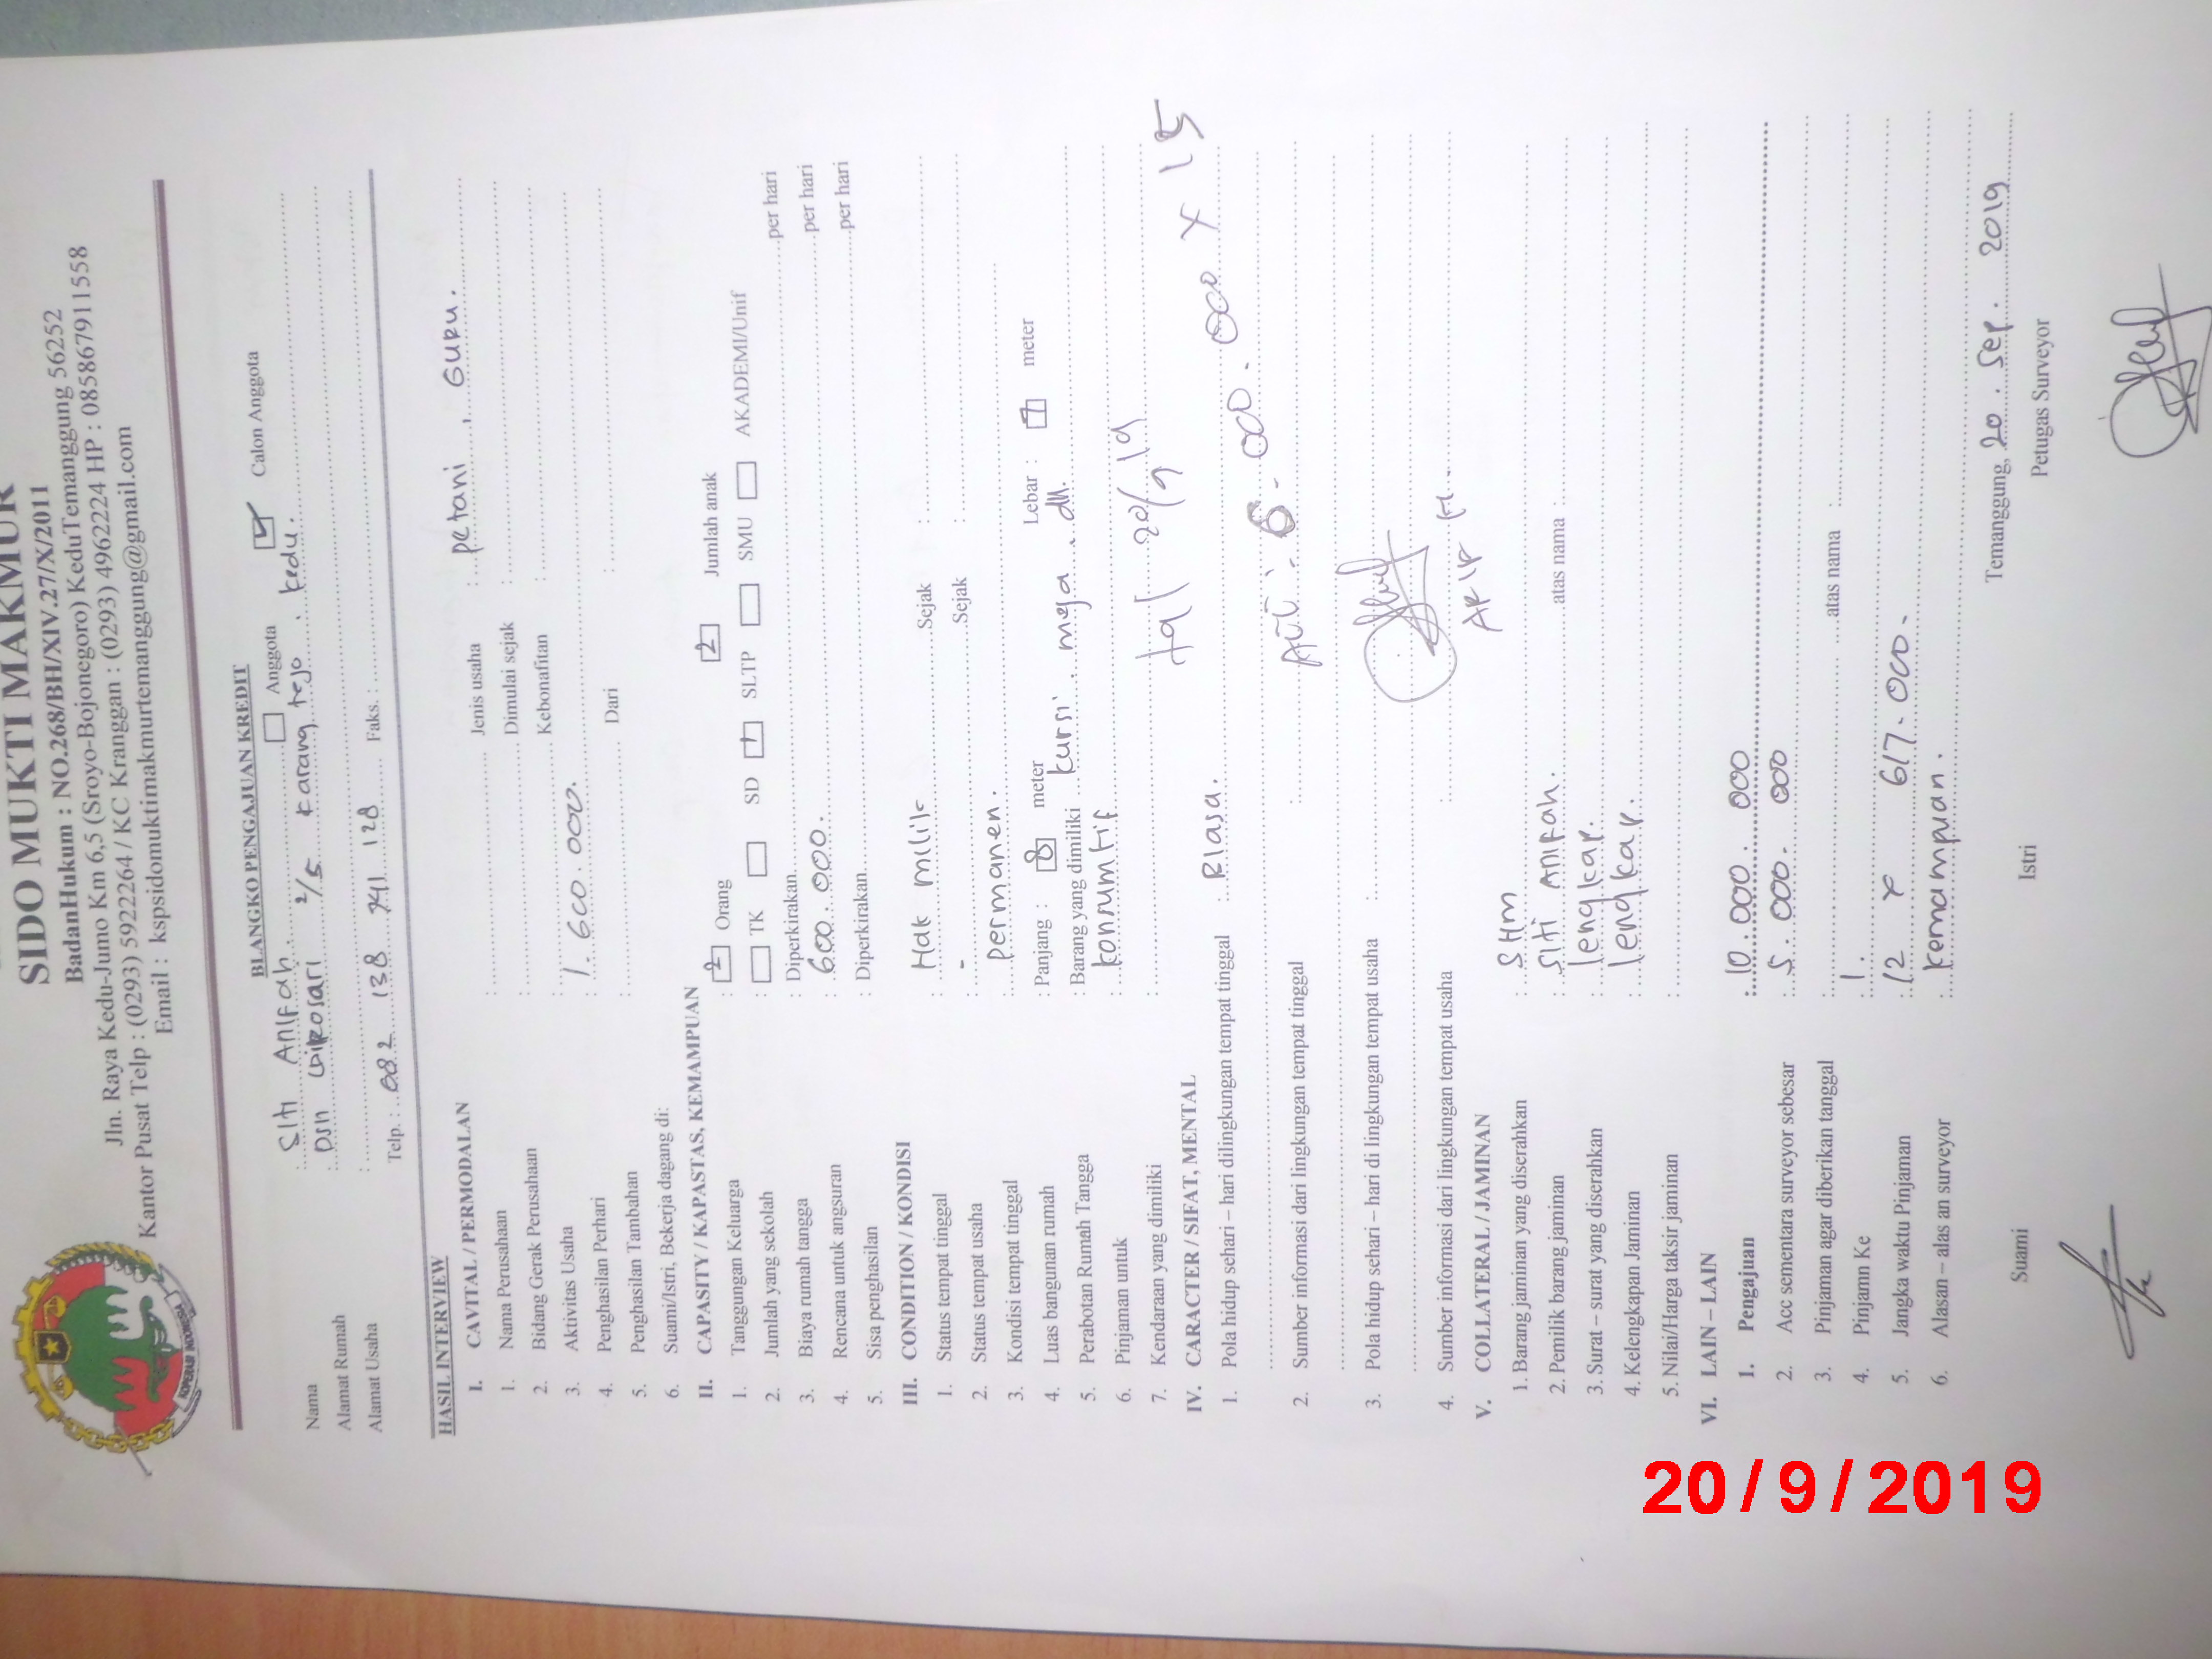 SIDO MUKTI MAKMUR
BadanHukum : NO.268/BH/XIV.27/X/2011
Jln. Raya Kedu-Jumo Km 6,5 (Sroyo-Bojonegoro) KeduTemanggung 56252
Kantor Pusat Telp : (0293) 5922264 / KC Kranggan : (0293) 4962224 HP : 085867911558
Email : kspsidomuktimakmurtemanggung@gmail.com
KOPERASI INDONESIA
BLANGKO PENGAJUAN KREDIT
Nama : Siti Anifah Anggota Calon Anggota
Alamat Rumah : Dsn Wirosari 2/5 Karang tejo . Kedu.
Alamat Usaha :
Telp. : 082 138 741 128 Faks. :
HASIL INTERVIEW
I. CAVITAL / PERMODALAN
1. Nama Perusahaan : Jenis usaha : petani , Guru.
2. Bidang Gerak Perusahaan : Dimulai sejak :
3. Aktivitas Usaha : Kebonafitan :
4. Penghasilan Perhari : 1.600.000.
5. Penghasilan Tambahan : Dari :
6. Suami/Istri, Bekerja dagang di:
II. CAPASITY / KAPASTAS, KEMAMPUAN
1. Tanggungan Keluarga : 2 Orang 2 Jumlah anak
2. Jumlah yang sekolah : TK SD 1 SLTP SMU AKADEMI/Unif
3. Biaya rumah tangga : Diperkirakan per hari
4. Rencana untuk angsuran : 600.000. per hari
5. Sisa penghasilan : Diperkirakan per hari
III. CONDITION / KONDISI
1. Status tempat tinggal : Hak milik Sejak :
2. Status tempat usaha : - Sejak :
3. Kondisi tempat tinggal : permanen.
4. Luas bangunan rumah : Panjang : 8 meter Lebar : 7 meter
5. Perabotan Rumah Tangga : Barang yang dimiliki : kursi , meja , dll.
6. Pinjaman untuk : konsumtif
7. Kendaraan yang dimiliki :
tgl 20/9 19
IV. CARACTER / SIFAT, MENTAL
1. Pola hidup sehari – hari dilingkungan tempat tinggal : Biasa.
Acc : 6.000.000 x 15
2. Sumber informasi dari lingkungan tempat tinggal :
3. Pola hidup sehari – hari di lingkungan tempat usaha :
4. Sumber informasi dari lingkungan tempat usaha :
V. COLLATERAL / JAMINAN
1. Barang jaminan yang diserahkan : SHM
2. Pemilik barang jaminan : Siti Anifah. atas nama :
3. Surat – surat yang diserahkan : lengkap.
4. Kelengkapan Jaminan : lengkap.
5. Nilai/Harga taksir jaminan :
VI. LAIN – LAIN
1. Pengajuan : 10.000.000
2. Acc sementara surveyor sebesar : 5.000.000
3. Pinjaman agar diberikan tanggal : atas nama :
4. Pinjamn Ke : 1.
5. Jangka waktu Pinjaman : 12 x 617.000.
6. Alasan – alas an surveyor : kemampuan.
Temanggung, 20 . Sep . 2019
Suami Istri Petugas Surveyor
20/9/2019